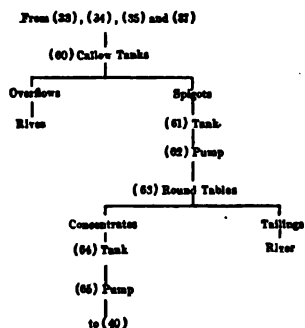 From (33), (34), (35) and (37)
(60) Callow Tanks
Overflows Spigots
River (61) Tank
(62) Pump
(63) Round Tables
Concentrates Tailings
(64) Tank River
(65) Pump
to (40)